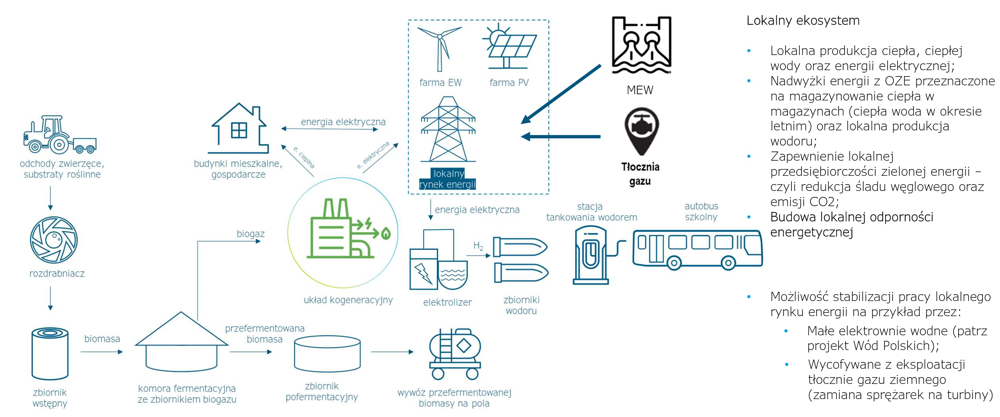 farma EW
farma PV
MEW
Tłocznia
gazu
energia elektryczna
e. cieplna
e. elektryczna
odchody zwierzęce,
substraty roślinne
budynki mieszkalne,
gospodarcze
lokalny
rynek energii
energia elektryczna
stacja
tankowania wodorem
autobus
szkolny
biogaz
H₂
rozdrabniacz
układ kogeneracyjny
elektrolizer
zbiorniki
wodoru
biomasa
przefermentowana
biomasa
zbiornik
wstępny
komora fermentacyjna
ze zbiornikiem biogazu
zbiornik
pofermentacyjny
wywóz przefermentowanej
biomasy na pola
Lokalny ekosystem
• Lokalna produkcja ciepła, ciepłej
wody oraz energii elektrycznej;
• Nadwyżki energii z OZE przeznaczone
na magazynowanie ciepła w
magazynach (ciepła woda w okresie
letnim) oraz lokalna produkcja
wodoru;
• Zapewnienie lokalnej
przedsiębiorczości zielonej energii –
czyli redukcja śladu węglowego oraz
emisji CO2;
• Budowa lokalnej odporności
energetycznej
• Możliwość stabilizacji pracy lokalnego
rynku energii na przykład przez:
• Małe elektrownie wodne (patrz
projekt Wód Polskich);
• Wycofywane z eksploatacji
tłocznie gazu ziemnego
(zamiana sprężarek na turbiny)